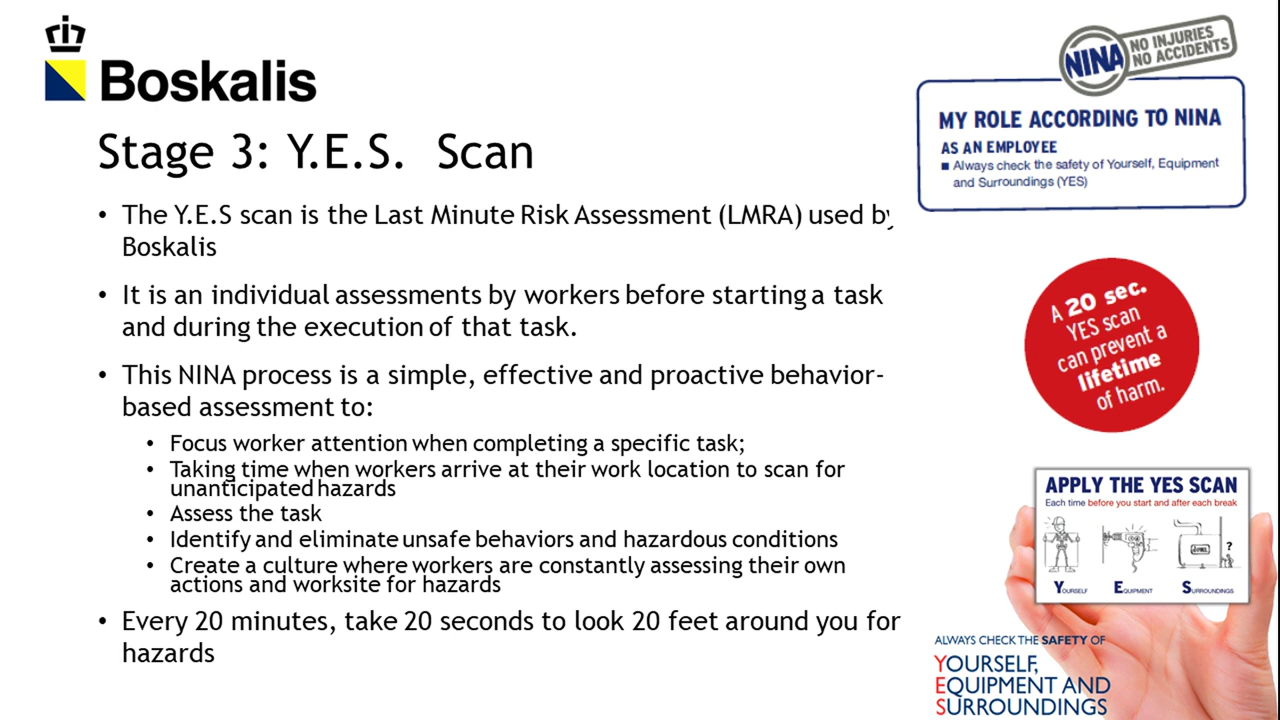 Boskalis
Stage 3: Y.E.S. Scan
• The Y.E.S scan is the Last Minute Risk Assessment (LMRA) used by
Boskalis
• It is an individual assessments by workers before starting a task
and during the execution of that task.
• This NINA process is a simple, effective and proactive behavior-
based assessment to:
• Focus worker attention when completing a specific task;
• Taking time when workers arrive at their work location to scan for
unanticipated hazards
• Assess the task
• Identify and eliminate unsafe behaviors and hazardous conditions
• Create a culture where workers are constantly assessing their own
actions and worksite for hazards
• Every 20 minutes, take 20 seconds to look 20 feet around you for
hazards
NINA
NO INJURIES
NO ACCIDENTS
MY ROLE ACCORDING TO NINA
AS AN EMPLOYEE
■ Always check the safety of Yourself, Equipment
and Surroundings (YES)
A 20 sec.
YES scan
can prevent a
lifetime
of harm.
APPLY THE YES SCAN
Each time before you start and after each break
?
YOURSELF EQUIPMENT SURROUNDINGS
ALWAYS CHECK THE SAFETY OF
YOURSELF,
EQUIPMENT AND
SURROUNDINGS